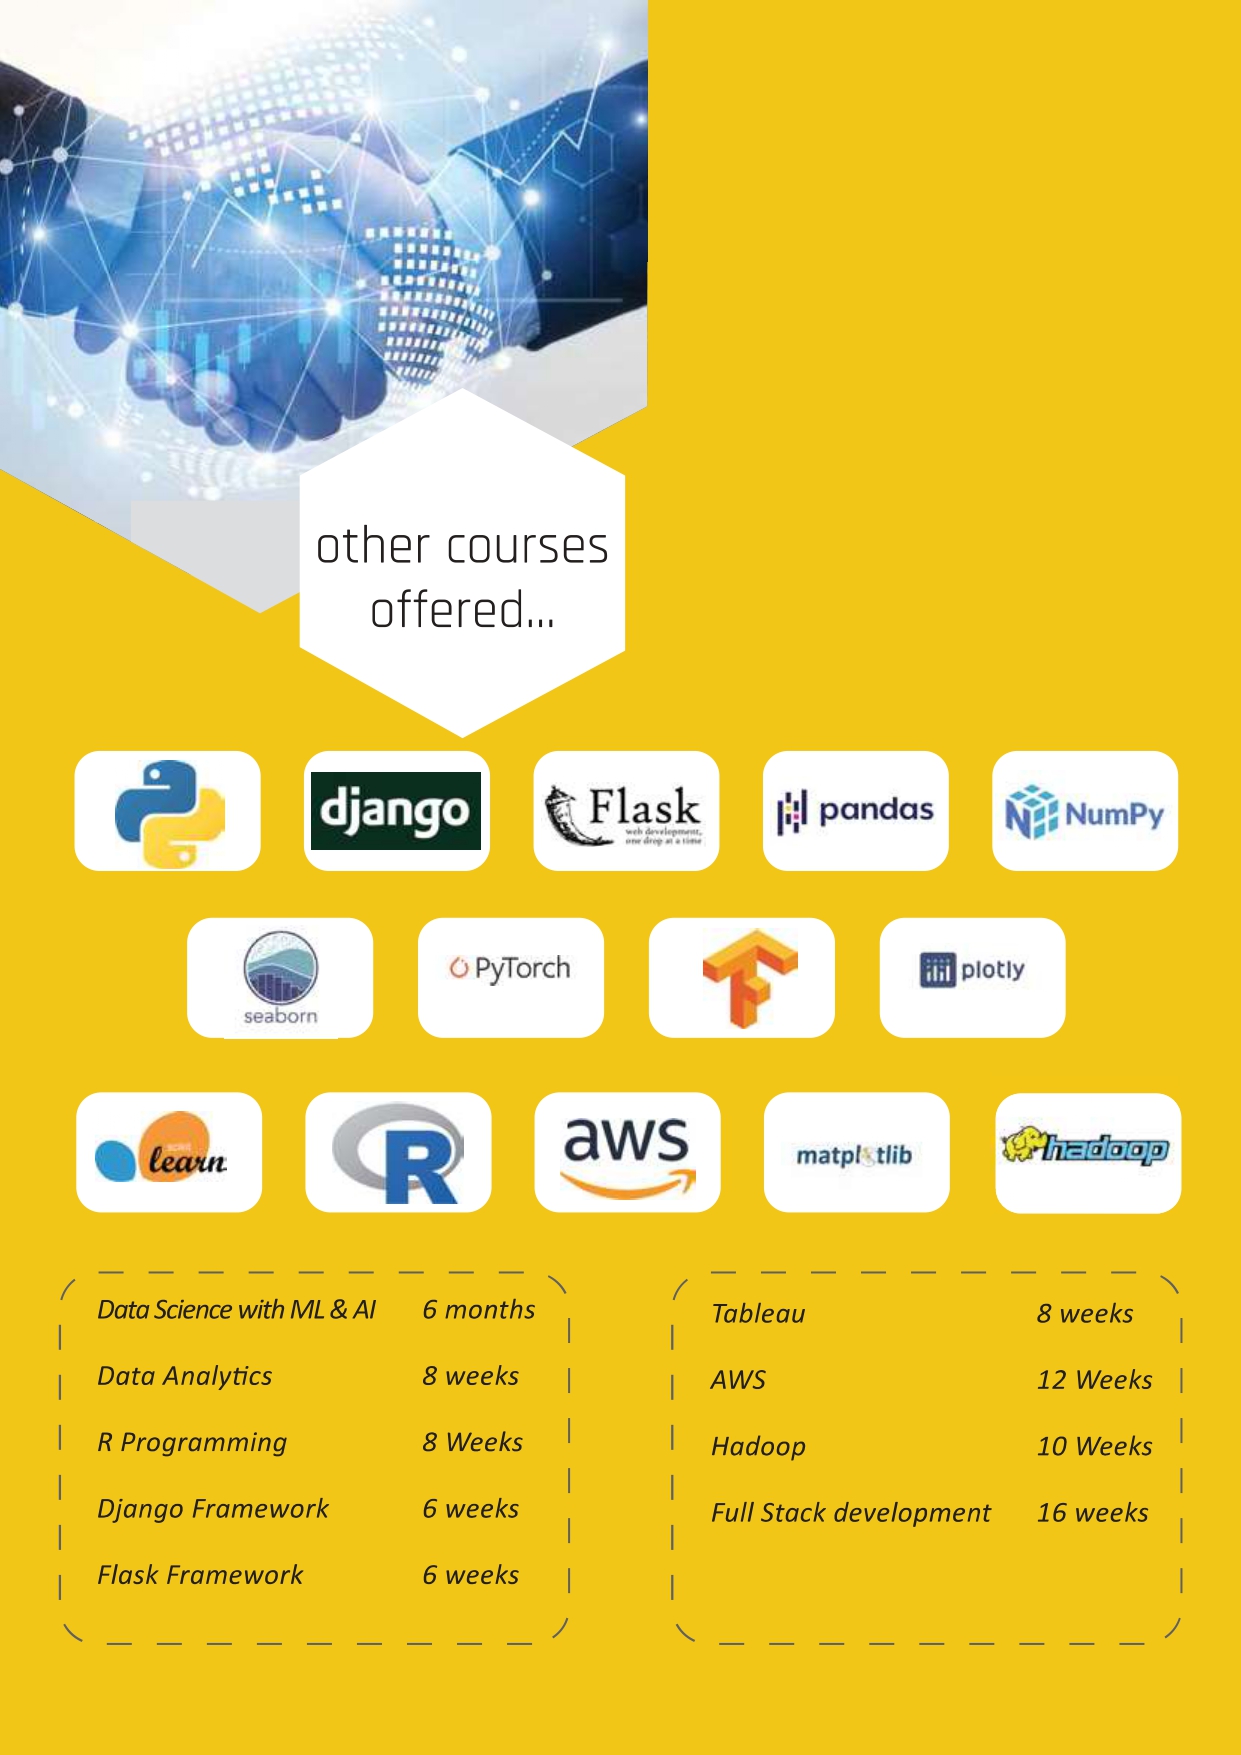 other courses
offered...
django
Flask
web development,
one drop at a time
pandas
NumPy
seaborn
PyTorch
plotly
scikit
learn
R
aws
matplotlib
hadoop
Data Science with ML & AI 6 months
Data Analytics 8 weeks
R Programming 8 Weeks
Django Framework 6 weeks
Flask Framework 6 weeks
Tableau 8 weeks
AWS 12 Weeks
Hadoop 10 Weeks
Full Stack development 16 weeks